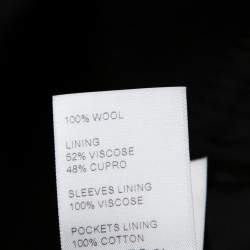 100% WOOL
LINING
52% VISCOSE
48% CUPRO
SLEEVES LINING
100% VISCOSE
POCKETS LINING
100% COTTON